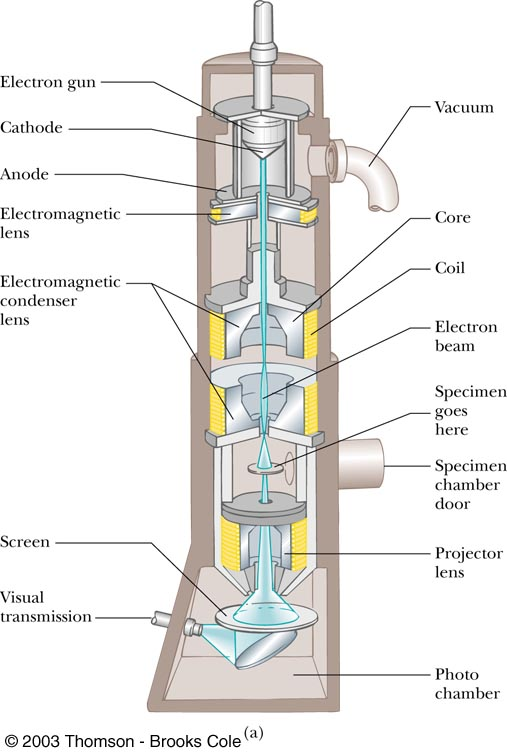 Electron gun
Cathode
Anode
Electromagnetic
lens
Electromagnetic
condenser
lens
Screen
Visual
transmission
Vacuum
Core
Coil
Electron
beam
Specimen
goes
here
Specimen
chamber
door
Projector
lens
Photo
chamber
(a)
© 2003 Thomson - Brooks Cole